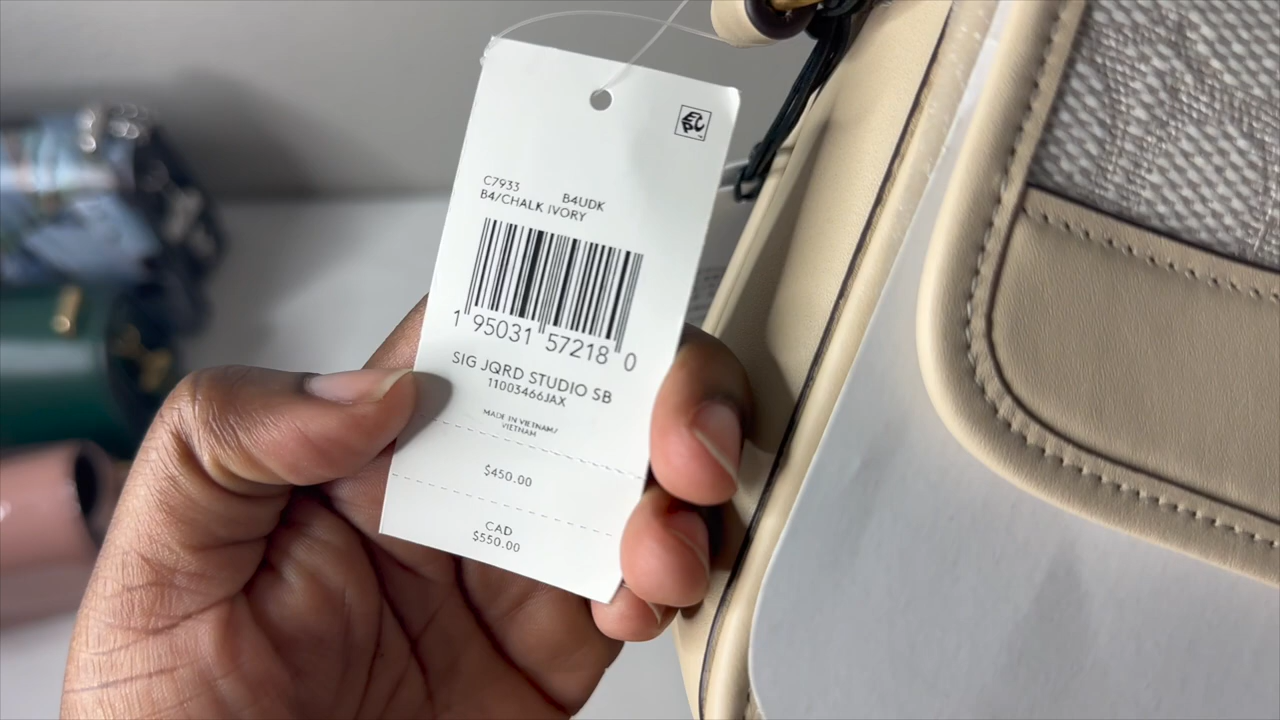 C7933 B4UDK
B4/CHALK IVORY
1 95031 57218 0
SIG JQRD STUDIO SB
11003466JAX
MADE IN VIETNAM/
VIETNAM
$450.00
CAD
$550.00